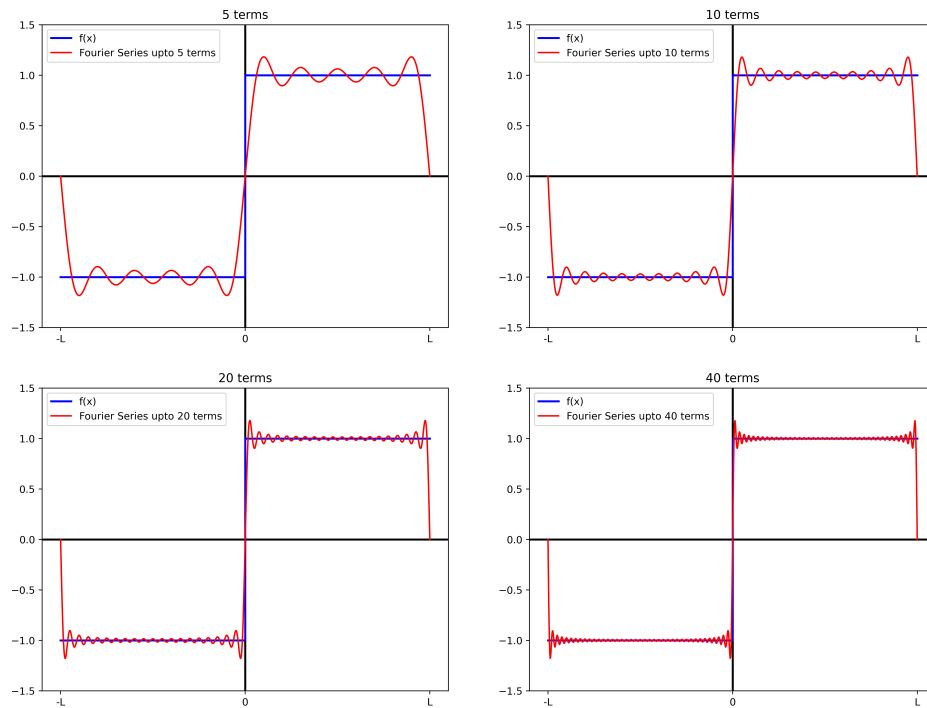 5 terms
f(x)
Fourier Series upto 5 terms
1.5
1.0
0.5
0.0
−0.5
−1.0
−1.5
-L
0
L
10 terms
f(x)
Fourier Series upto 10 terms
1.5
1.0
0.5
0.0
−0.5
−1.0
−1.5
-L
0
L
20 terms
f(x)
Fourier Series upto 20 terms
1.5
1.0
0.5
0.0
−0.5
−1.0
−1.5
-L
0
L
40 terms
f(x)
Fourier Series upto 40 terms
1.5
1.0
0.5
0.0
−0.5
−1.0
−1.5
-L
0
L